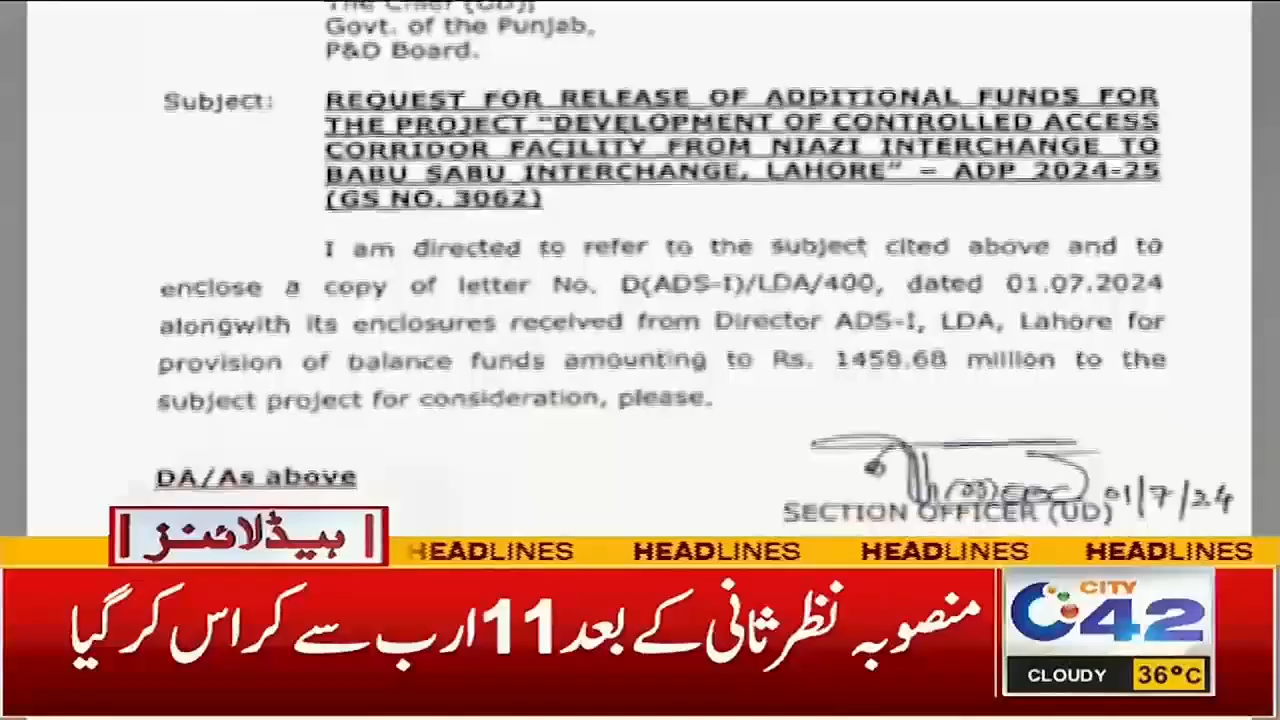 Govt. of the Punjab,
P&D Board.
Subject: REQUEST FOR RELEASE OF ADDITIONAL FUNDS FOR
THE PROJECT "DEVELOPMENT OF CONTROLLED ACCESS
CORRIDOR FACILITY FROM NIAZI INTERCHANGE TO
BABU SABU INTERCHANGE, LAHORE" – ADP 2024-25
(GS NO. 3062)
I am directed to refer to the subject cited above and to
enclose a copy of letter No. D(ADS-I)/LDA/400, dated 01.07.2024
alongwith its enclosures received from Director ADS-I, LDA, Lahore for
provision of balance funds amounting to Rs. 1458.68 million to the
subject project for consideration, please.
DA/As above
01/7/24
SECTION OFFICER (UD)
ہیڈلائنز
HEADLINES HEADLINES HEADLINES HEADLINES
منصوبہ نظرثانی کے بعد 11 ارب سے کراس کر گیا
CITY
42
CLOUDY 36°C